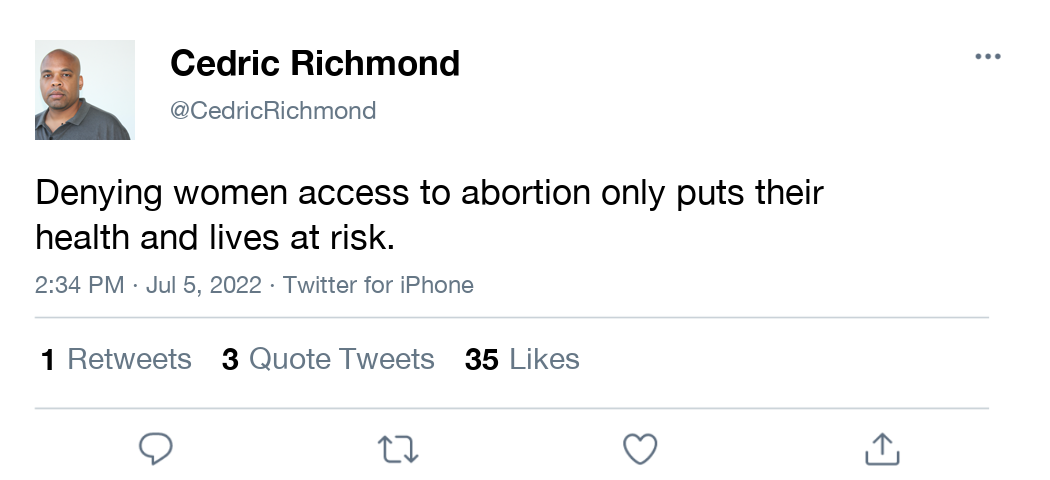 Cedric Richmond
@CedricRichmond
Denying women access to abortion only puts their
health and lives at risk.
2:34 PM · Jul 5, 2022 · Twitter for iPhone
1 Retweets 3 Quote Tweets 35 Likes